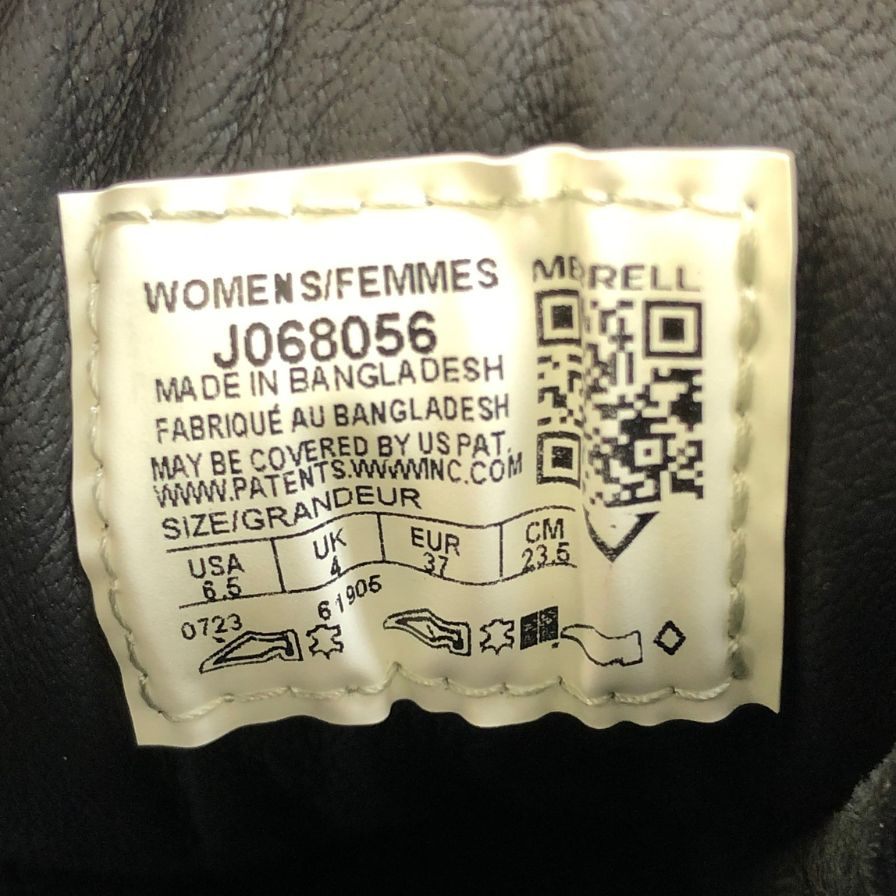 WOMENS/FEMMES
MERRELL
J068056
MADE IN BANGLADESH
FABRIQUÉ AU BANGLADESH
MAY BE COVERED BY US PAT.
WWW.PATENTS.WWWINC.COM
SIZE/GRANDEUR
USA UK EUR CM
6.5 4 37 23.5
0723 61905